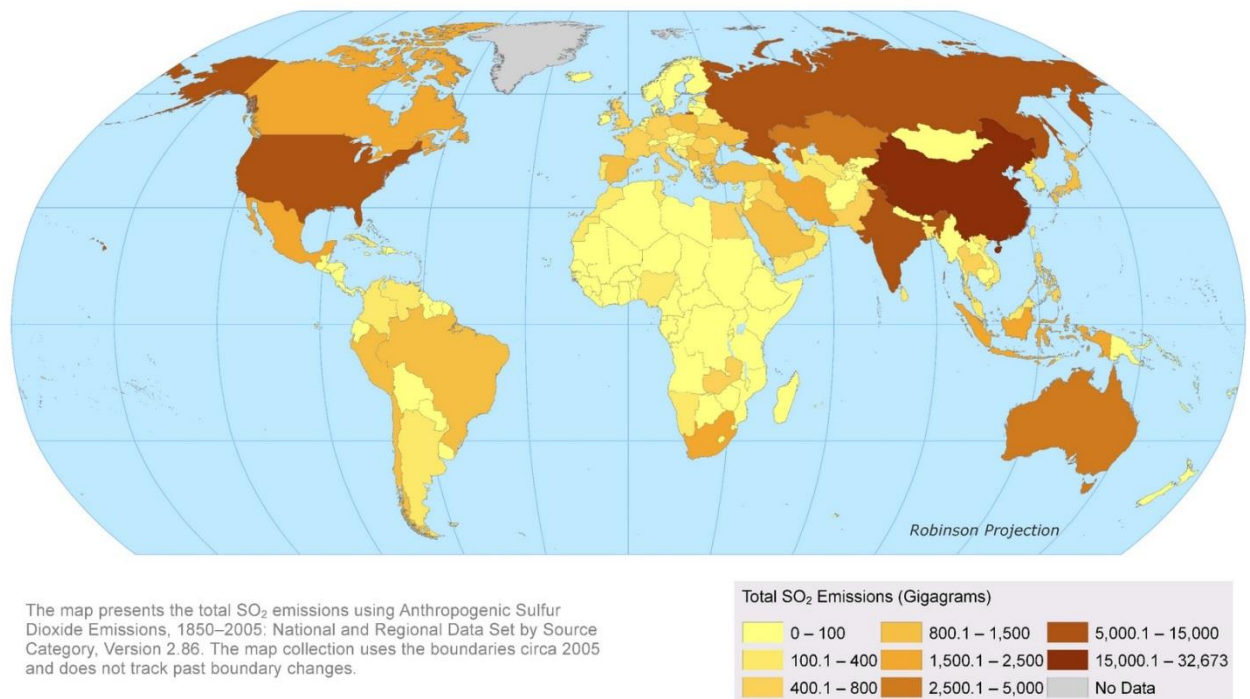 Robinson Projection
The map presents the total SO₂ emissions using Anthropogenic Sulfur
Dioxide Emissions, 1850–2005: National and Regional Data Set by Source
Category, Version 2.86. The map collection uses the boundaries circa 2005
and does not track past boundary changes.
Total SO₂ Emissions (Gigagrams)
0 – 100
800.1 – 1,500
5,000.1 – 15,000
100.1 – 400
1,500.1 – 2,500
15,000.1 – 32,673
400.1 – 800
2,500.1 – 5,000
No Data